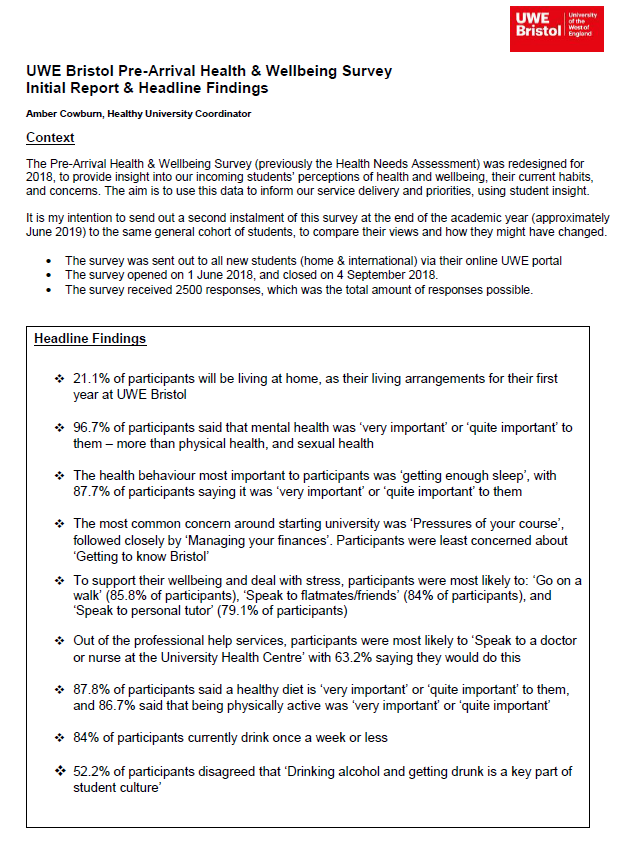 UWE
Bristol
University
of the
West of
England
UWE Bristol Pre-Arrival Health & Wellbeing Survey
Initial Report & Headline Findings
Amber Cowburn, Healthy University Coordinator
Context
The Pre-Arrival Health & Wellbeing Survey (previously the Health Needs Assessment) was redesigned for
2018, to provide insight into our incoming students' perceptions of health and wellbeing, their current habits,
and concerns. The aim is to use this data to inform our service delivery and priorities, using student insight.
It is my intention to send out a second instalment of this survey at the end of the academic year (approximately
June 2019) to the same general cohort of students, to compare their views and how they might have changed.
• The survey was sent out to all new students (home & international) via their online UWE portal
• The survey opened on 1 June 2018, and closed on 4 September 2018.
• The survey received 2500 responses, which was the total amount of responses possible.
Headline Findings
❖ 21.1% of participants will be living at home, as their living arrangements for their first
year at UWE Bristol
❖ 96.7% of participants said that mental health was 'very important' or 'quite important' to
them – more than physical health, and sexual health
❖ The health behaviour most important to participants was 'getting enough sleep', with
87.7% of participants saying it was 'very important' or 'quite important' to them
❖ The most common concern around starting university was 'Pressures of your course',
followed closely by 'Managing your finances'. Participants were least concerned about
'Getting to know Bristol'
❖ To support their wellbeing and deal with stress, participants were most likely to: 'Go on a
walk' (85.8% of participants), 'Speak to flatmates/friends' (84% of participants), and
'Speak to personal tutor' (79.1% of participants)
❖ Out of the professional help services, participants were most likely to 'Speak to a doctor
or nurse at the University Health Centre' with 63.2% saying they would do this
❖ 87.8% of participants said a healthy diet is 'very important' or 'quite important' to them,
and 86.7% said that being physically active was 'very important' or 'quite important'
❖ 84% of participants currently drink once a week or less
❖ 52.2% of participants disagreed that 'Drinking alcohol and getting drunk is a key part of
student culture'